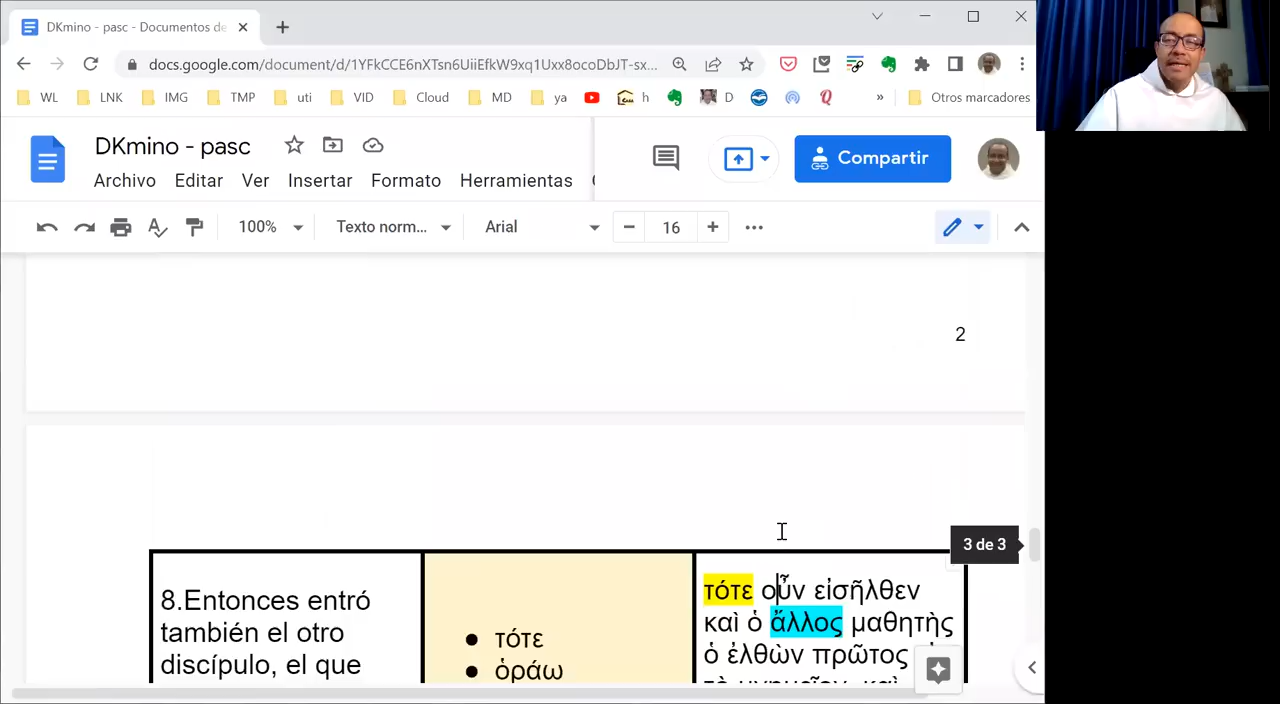 DKmino - pasc - Documentos de
docs.google.com/document/d/1YFkCCE6nXTsn6UiiEfkW9xq1Uxx8ocoDbJT-sx...
WL LNK IMG TMP uti VID Cloud MD ya h D » Otros marcadores
DKmino - pasc
Compartir
Archivo Editar Ver Insertar Formato Herramientas
100% Texto norm... Arial − 16 +
2
3 de 3
8.Entonces entró
también el otro
discípulo, el que
τότε
ὁράω
τότε οὖν εἰσῆλθεν
καὶ ὁ ἄλλος μαθητὴς
ὁ ἐλθὼν πρῶτος